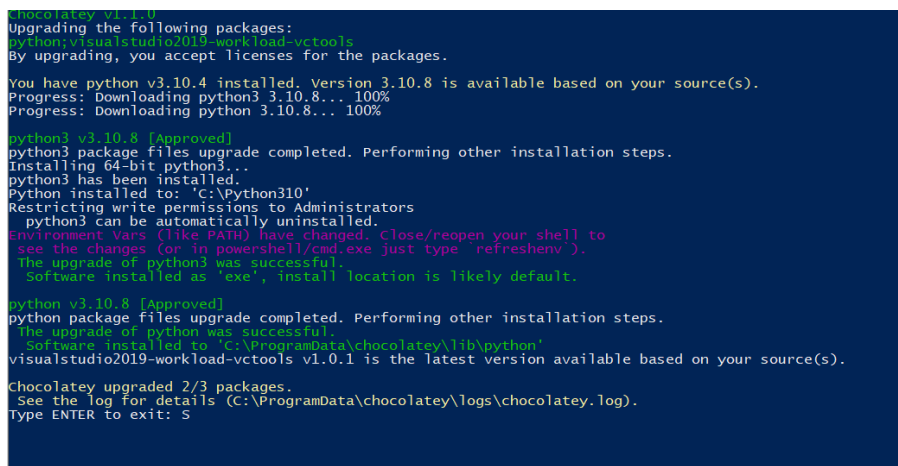 Chocolatey v1.1.0
Upgrading the following packages:
python;visualstudio2019-workload-vctools
By upgrading, you accept licenses for the packages.
You have python v3.10.4 installed. Version 3.10.8 is available based on your source(s).
Progress: Downloading python3 3.10.8... 100%
Progress: Downloading python 3.10.8... 100%
python3 v3.10.8 [Approved]
python3 package files upgrade completed. Performing other installation steps.
Installing 64-bit python3...
python3 has been installed.
Python installed to: 'C:\Python310'
Restricting write permissions to Administrators
python3 can be automatically uninstalled.
Environment Vars (like PATH) have changed. Close/reopen your shell to
see the changes (or in powershell/cmd.exe just type `refreshenv`).
The upgrade of python3 was successful.
Software installed as 'exe', install location is likely default.
python v3.10.8 [Approved]
python package files upgrade completed. Performing other installation steps.
The upgrade of python was successful.
Software installed to 'C:\ProgramData\chocolatey\lib\python'
visualstudio2019-workload-vctools v1.0.1 is the latest version available based on your source(s).
Chocolatey upgraded 2/3 packages.
See the log for details (C:\ProgramData\chocolatey\logs\chocolatey.log).
Type ENTER to exit: S